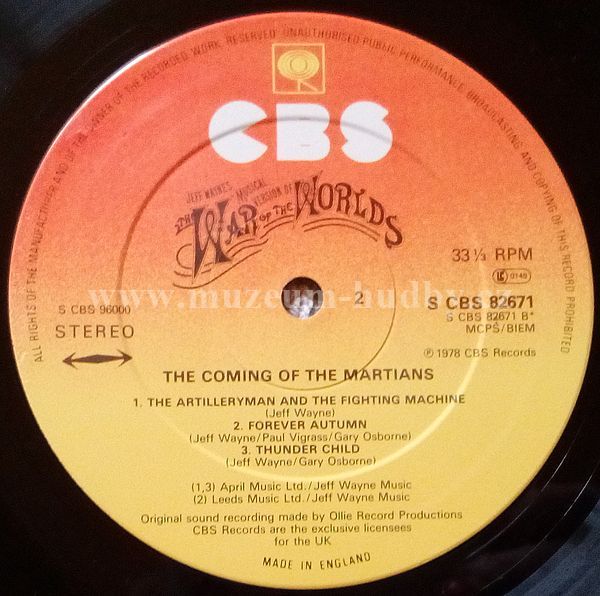 ALL RIGHTS OF THE MANUFACTURER AND OF THE OWNER OF THE RECORDED WORK RESERVED. UNAUTHORISED PUBLIC PERFORMANCE, BROADCASTING AND COPYING OF THIS RECORD PROHIBITED
CBS
JEFF WAYNE'S MUSICAL VERSION OF
THE WAR OF THE WORLDS
33⅓ RPM
LC 0149
2
S CBS 96000
STEREO
S CBS 82671
S CBS 82671 B*
MCPS/BIEM
℗ 1978 CBS Records
THE COMING OF THE MARTIANS
1. THE ARTILLERYMAN AND THE FIGHTING MACHINE
(Jeff Wayne)
2. FOREVER AUTUMN
(Jeff Wayne/Paul Vigrass/Gary Osborne)
3. THUNDER CHILD
(Jeff Wayne/Gary Osborne)
(1,3) April Music Ltd./Jeff Wayne Music
(2) Leeds Music Ltd./Jeff Wayne Music
Original sound recording made by Ollie Record Productions
CBS Records are the exclusive licensees
for the UK
MADE IN ENGLAND